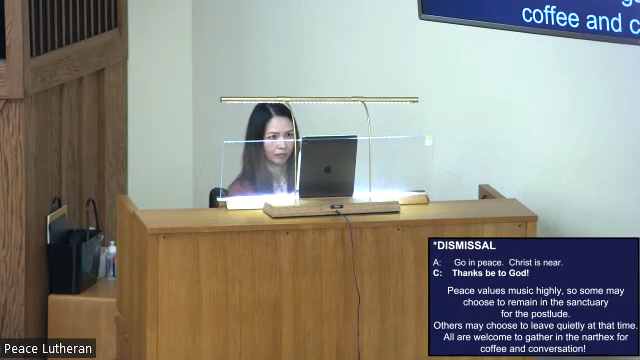 coffee and c
*DISMISSAL
A: Go in peace. Christ is near.
C: Thanks be to God!
Peace values music highly, so some may
choose to remain in the sanctuary
for the postlude.
Others may choose to leave quietly at that time.
All are welcome to gather in the narthex for
coffee and conversation!
Peace Lutheran